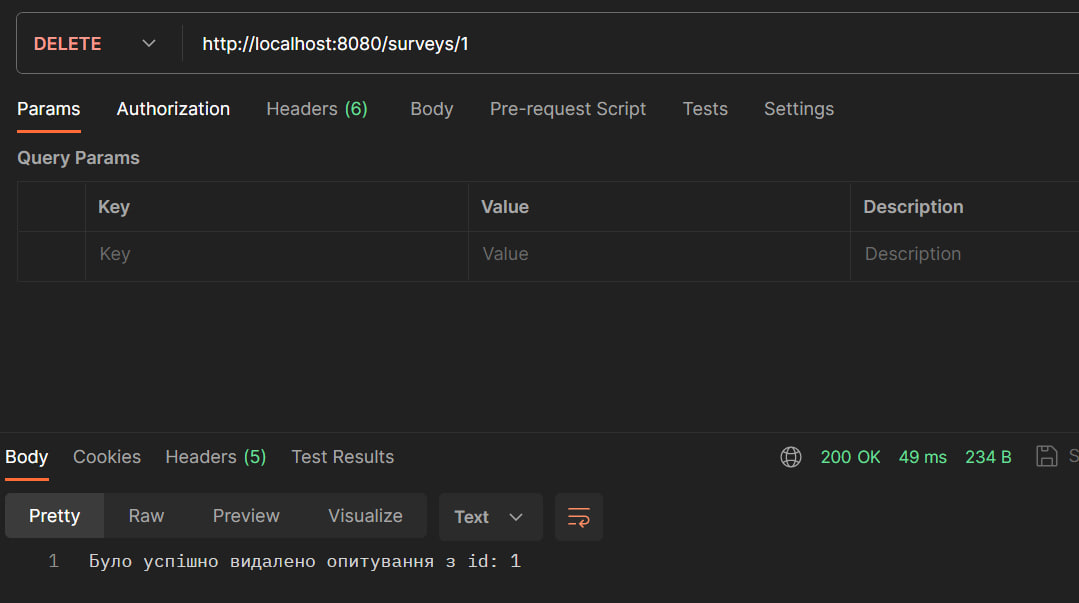 DELETE http://localhost:8080/surveys/1
Params Authorization Headers (6) Body Pre-request Script Tests Settings
Query Params
Key Value Description
Key Value Description
Body Cookies Headers (5) Test Results 200 OK 49 ms 234 B S
Pretty Raw Preview Visualize Text
1 Було успішно видалено опитування з id: 1